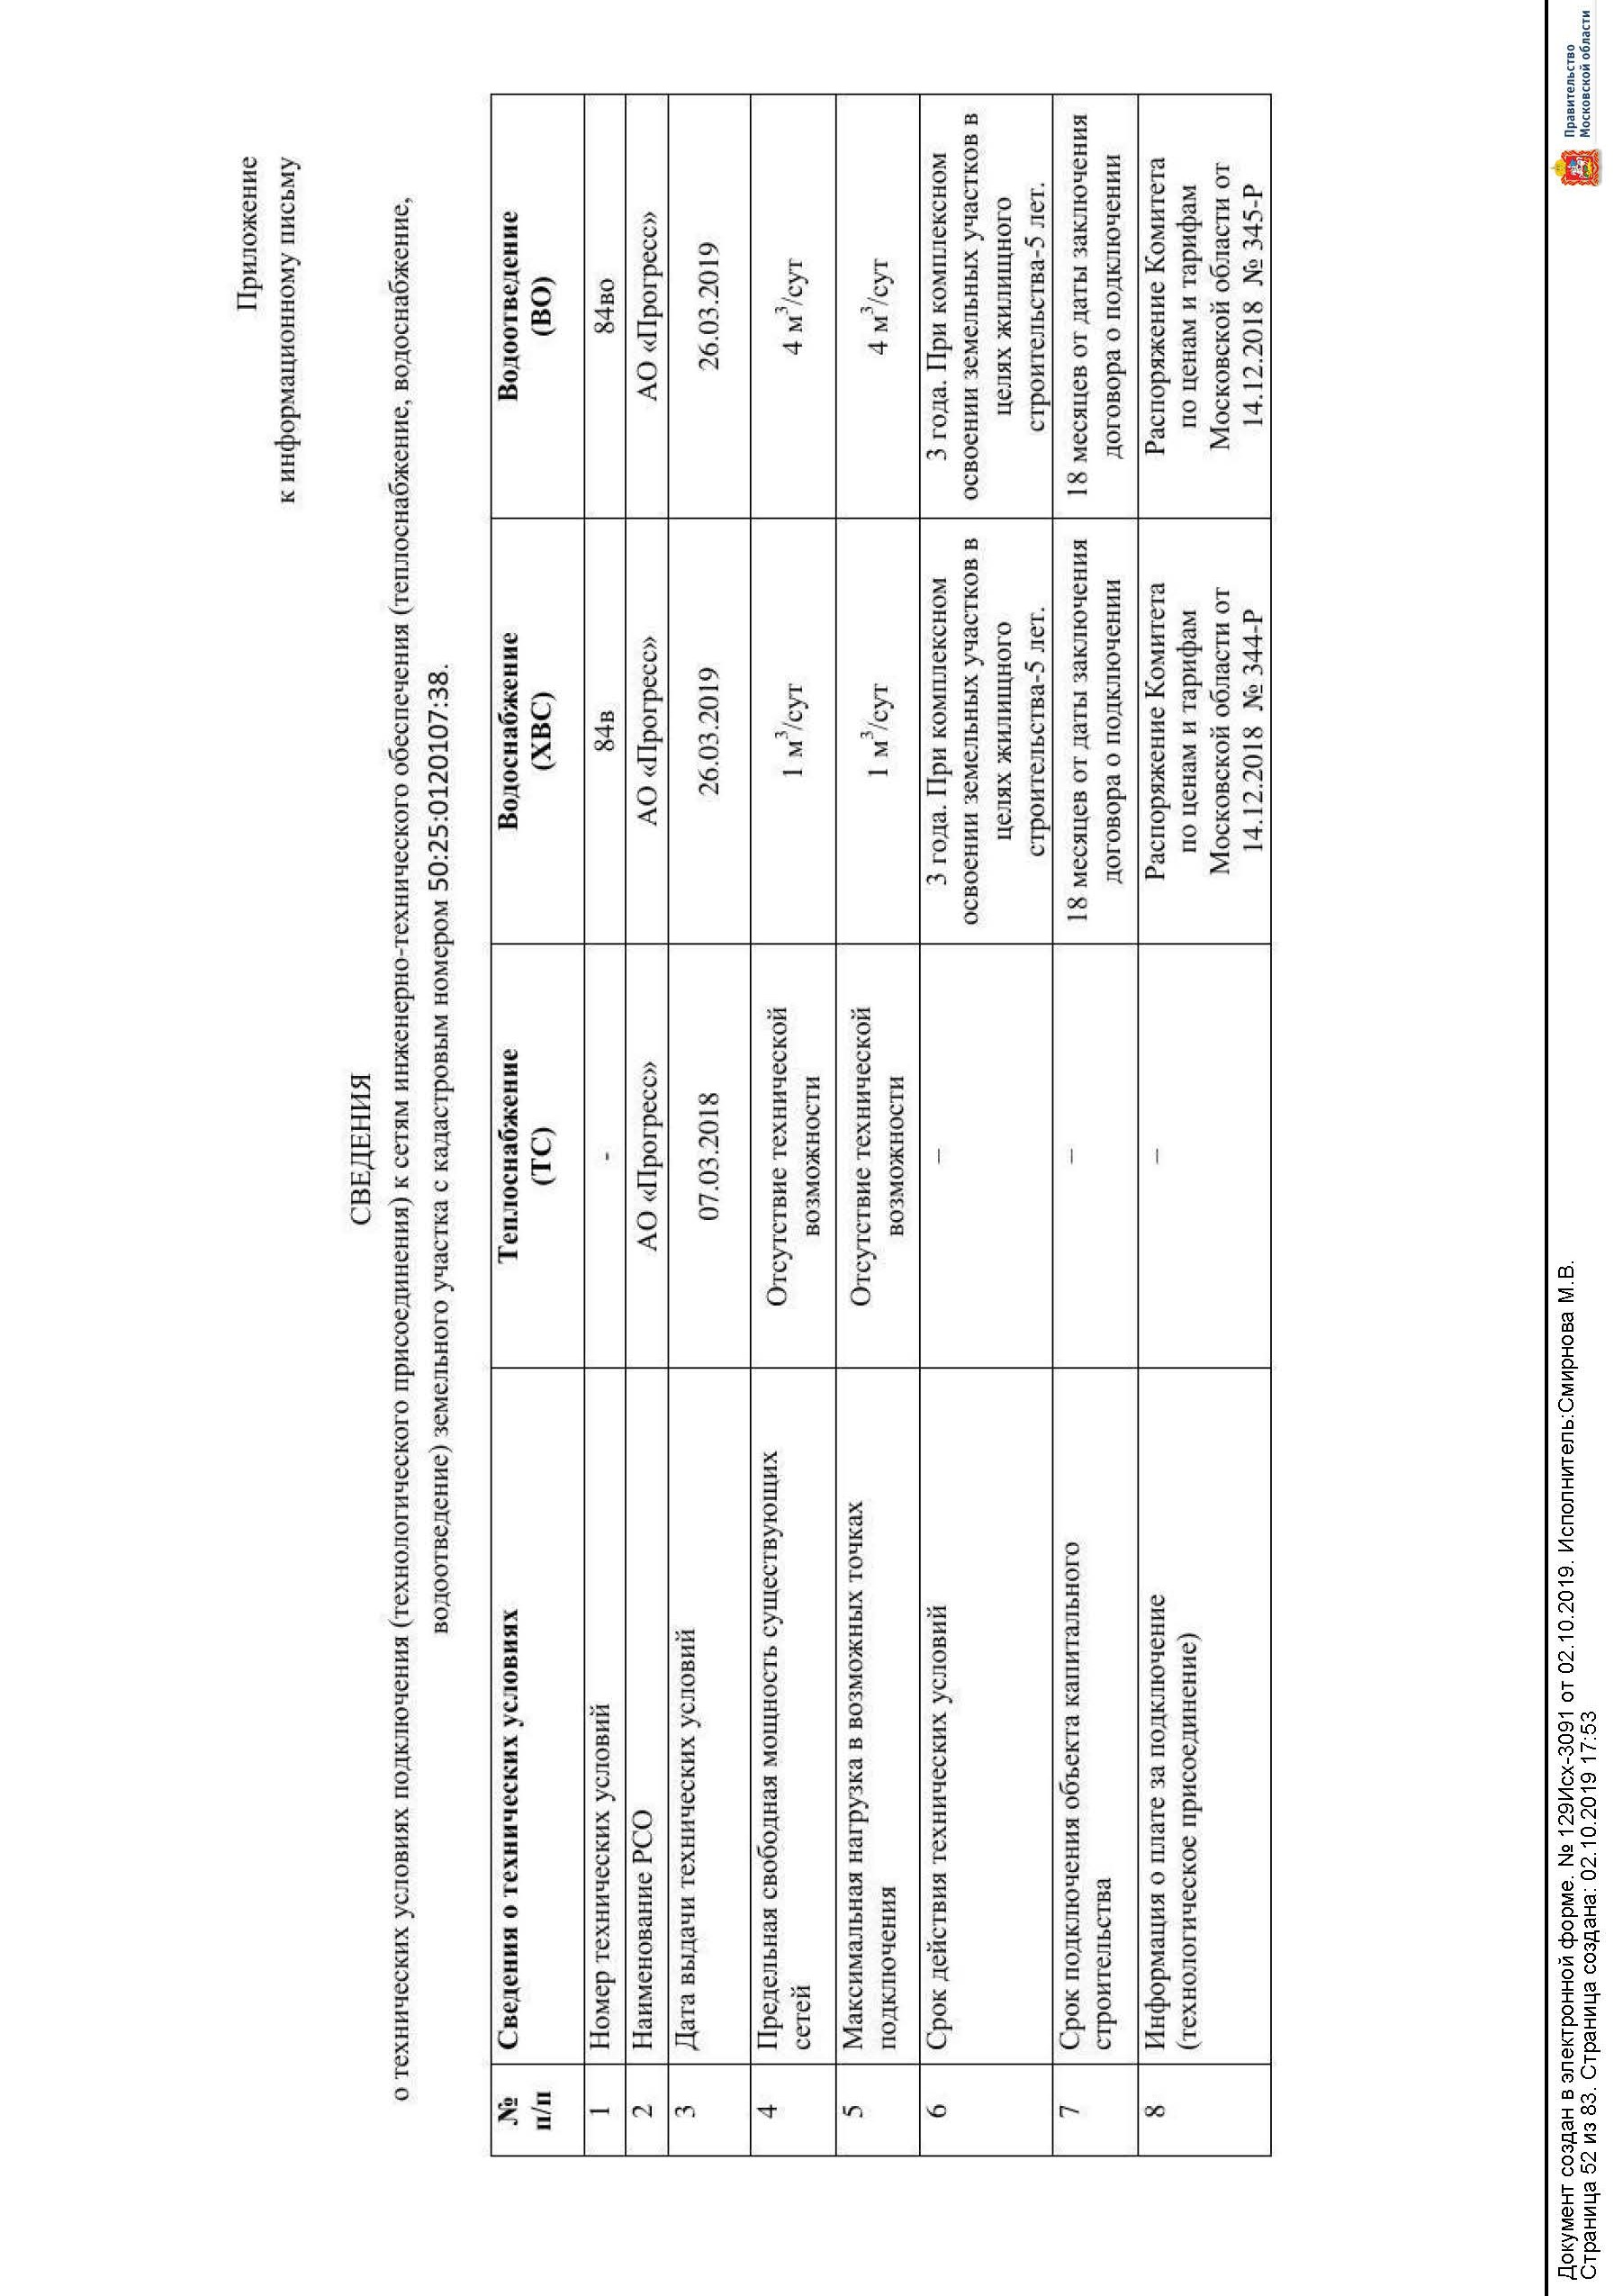 Приложение
к информационному письму
СВЕДЕНИЯ
о технических условиях подключения (технологического присоединения) к сетям инженерно-технического обеспечения (теплоснабжение, водоснабжение,
водоотведение) земельного участка с кадастровым номером 50:25:0120107:38.
№ п/п Сведения о технических условиях Теплоснабжение (ТС) Водоснабжение (ХВС) Водоотведение (ВО)
1 Номер технических условий - 84в 84во
2 Наименование РСО АО «Прогресс» АО «Прогресс» АО «Прогресс»
3 Дата выдачи технических условий 07.03.2018 26.03.2019 26.03.2019
4 Предельная свободная мощность существующих сетей Отсутствие технической возможности 1 м³/сут 4 м³/сут
5 Максимальная нагрузка в возможных точках подключения Отсутствие технической возможности 1 м³/сут 4 м³/сут
6 Срок действия технических условий – 3 года. При комплексном освоении земельных участков в целях жилищного строительства-5 лет. 3 года. При комплексном освоении земельных участков в целях жилищного строительства-5 лет.
7 Срок подключения объекта капитального строительства – 18 месяцев от даты заключения договора о подключении 18 месяцев от даты заключения договора о подключении
8 Информация о плате за подключение (технологическое присоединение) – Распоряжение Комитета по ценам и тарифам Московской области от 14.12.2018 № 344-Р Распоряжение Комитета по ценам и тарифам Московской области от 14.12.2018 № 345-Р
Документ создан в электронной форме. № 129Исх-3091 от 02.10.2019. Исполнитель:Смирнова М.В.
Страница 52 из 83. Страница создана: 02.10.2019 17:53
Правительство
Московской области